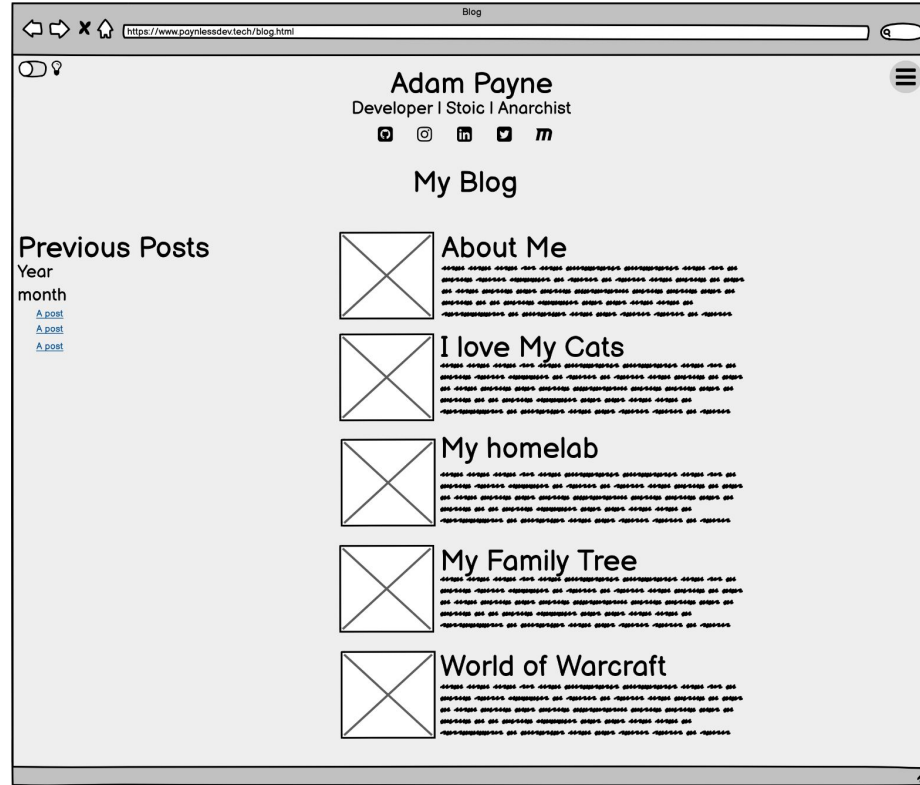 Blog
https://www.paynlessdev.tech/blog.html
Adam Payne
Developer | Stoic | Anarchist
m
My Blog
Previous Posts
Year
month
A post
A post
A post
About Me
I love My Cats
My homelab
My Family Tree
World of Warcraft